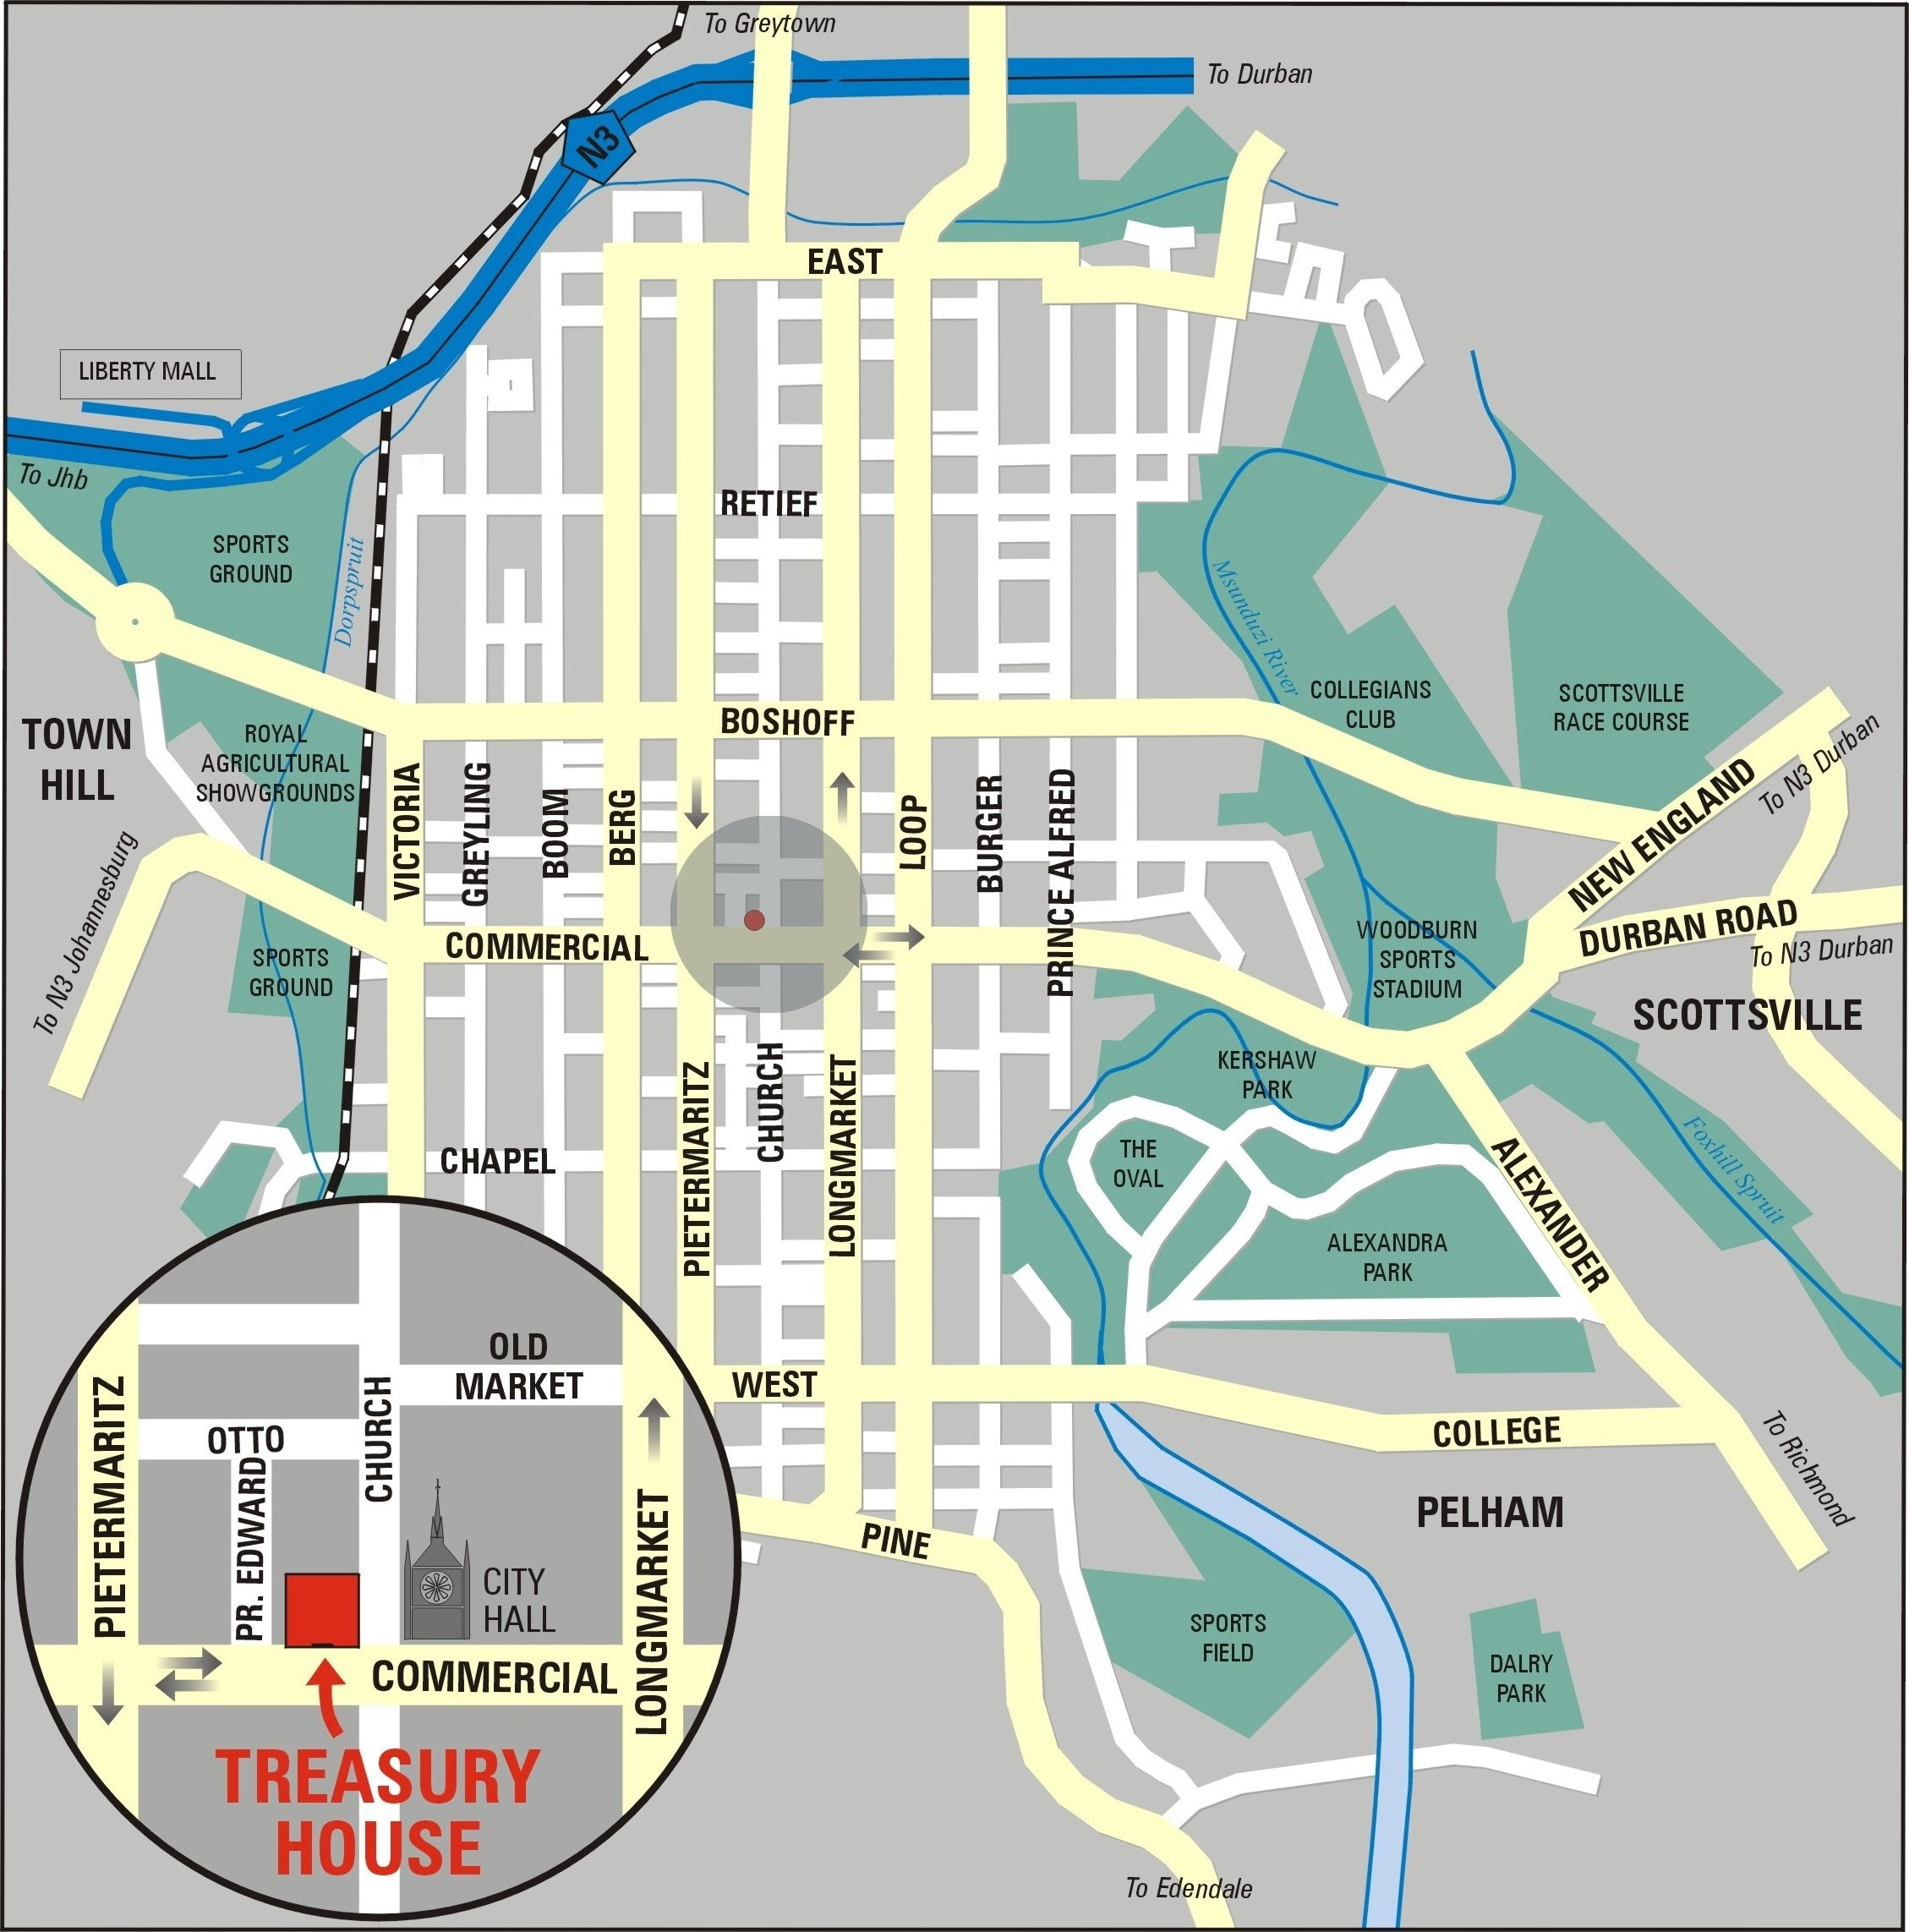 To Greytown
To Durban
N3
EAST
LIBERTY MALL
To Jhb
RETIEF
SPORTS
GROUND
Dorpspruit
Msunduzi River
COLLEGIANS
CLUB
SCOTTSVILLE
RACE COURSE
TOWN
HILL
ROYAL
AGRICULTURAL
SHOWGROUNDS
BOSHOFF
To N3 Durban
NEW ENGLAND
VICTORIA
GREYLING
BOOM
BERG
LOOP
BURGER
PRINCE ALFRED
To N3 Johannesburg
COMMERCIAL
SPORTS
GROUND
WOODBURN
SPORTS
STADIUM
DURBAN ROAD
To N3 Durban
SCOTTSVILLE
KERSHAW
PARK
PIETERMARITZ
CHURCH
LONGMARKET
CHAPEL
THE
OVAL
ALEXANDER
Foxhill Spruit
ALEXANDRA
PARK
WEST
COLLEGE
To Richmond
PELHAM
PINE
SPORTS
FIELD
DALRY
PARK
To Edendale
OLD
MARKET
PIETERMARITZ
OTTO
CHURCH
PR. EDWARD
CITY
HALL
LONGMARKET
COMMERCIAL
TREASURY
HOUSE